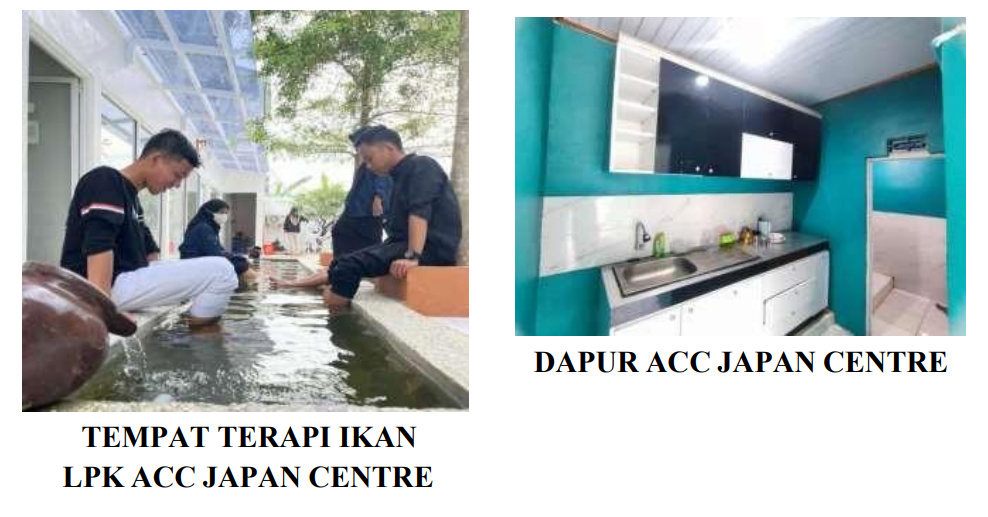 TEMPAT TERAPI IKAN
LPK ACC JAPAN CENTRE
DAPUR ACC JAPAN CENTRE